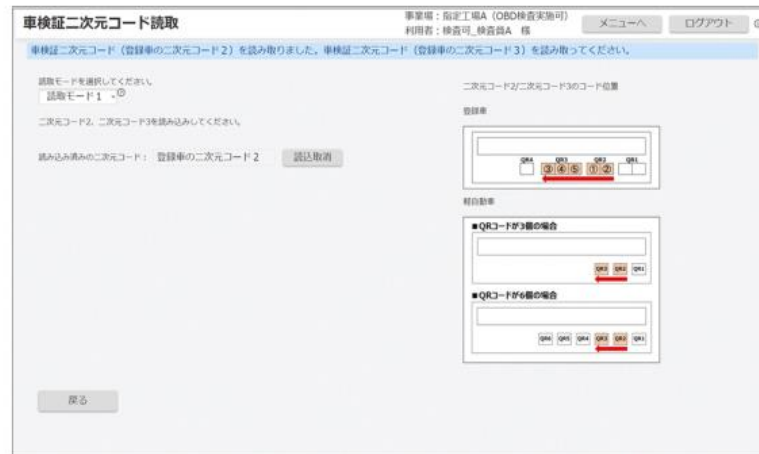 車検証二次元コード読取
事業場：指定工場A（OBD検査実施可）
利用者：検査可_検査員A 様
メニューへ
ログアウト
車検証二次元コード（登録車の二次元コード2）を読み取りました。車検証二次元コード（登録車の二次元コード3）を読み取ってください。
読取モードを選択してください。
読取モード1
二次元コード2、二次元コード3を読み込みしてください。
読み込み済みの二次元コード： 登録車の二次元コード2 読込取消
二次元コード2/二次元コード3のコード位置
登録車
QR4 QR3 QR2 QR1
③④⑤ ①②
軽自動車
■QRコードが3個の場合
QR3 QR2 QR1
■QRコードが6個の場合
QR5 QR4 QR3 QR2 QR1
戻る